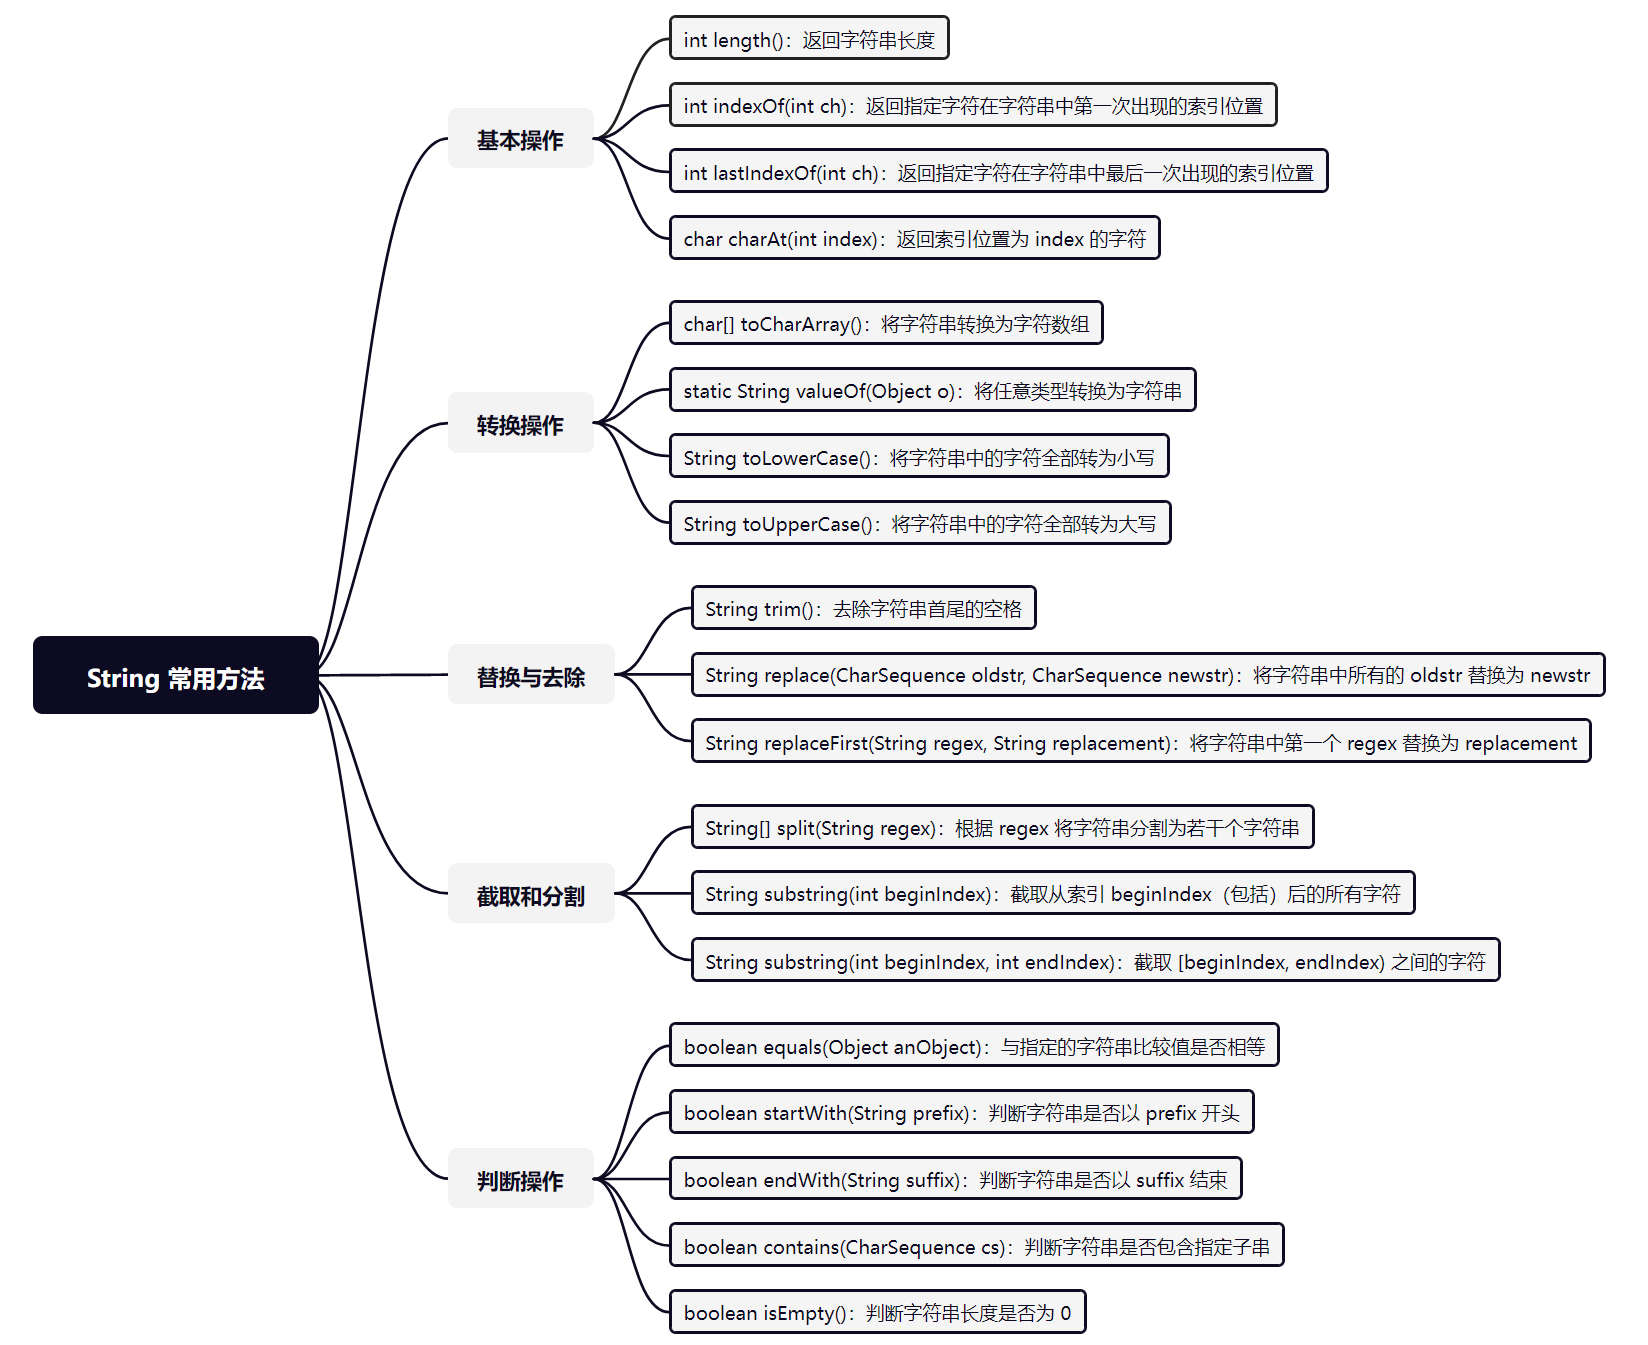 String 常用方法
基本操作
int length()：返回字符串长度
int indexOf(int ch)：返回指定字符在字符串中第一次出现的索引位置
int lastIndexOf(int ch)：返回指定字符在字符串中最后一次出现的索引位置
char charAt(int index)：返回索引位置为 index 的字符
转换操作
char[] toCharArray()：将字符串转换为字符数组
static String valueOf(Object o)：将任意类型转换为字符串
String toLowerCase()：将字符串中的字符全部转为小写
String toUpperCase()：将字符串中的字符全部转为大写
替换与去除
String trim()：去除字符串首尾的空格
String replace(CharSequence oldstr, CharSequence newstr)：将字符串中所有的 oldstr 替换为 newstr
String replaceFirst(String regex, String replacement)：将字符串中第一个 regex 替换为 replacement
截取和分割
String[] split(String regex)：根据 regex 将字符串分割为若干个字符串
String substring(int beginIndex)：截取从索引 beginIndex（包括）后的所有字符
String substring(int beginIndex, int endIndex)：截取 [beginIndex, endIndex) 之间的字符
判断操作
boolean equals(Object anObject)：与指定的字符串比较值是否相等
boolean startWith(String prefix)：判断字符串是否以 prefix 开头
boolean endWith(String suffix)：判断字符串是否以 suffix 结束
boolean contains(CharSequence cs)：判断字符串是否包含指定子串
boolean isEmpty()：判断字符串长度是否为 0